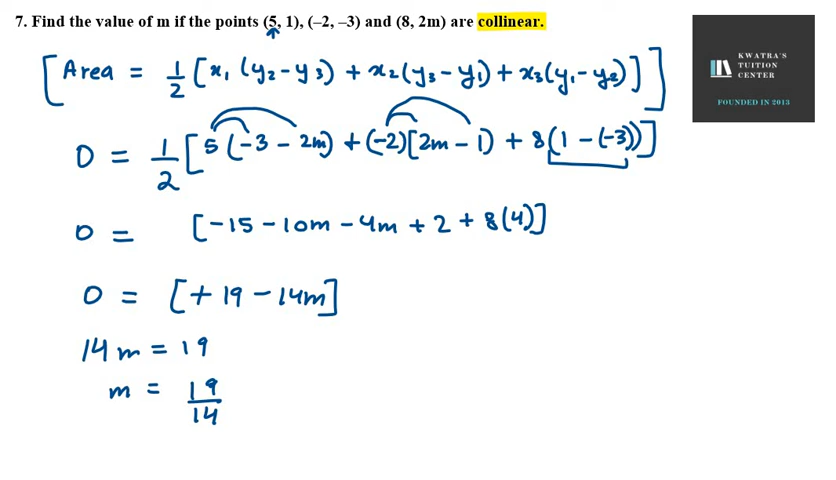 7. Find the value of m if the points (5, 1), (–2, –3) and (8, 2m) are collinear.
KWATRA'S
TUITION
CENTER
FOUNDED IN 2013
[Area = 1/2 [x₁ (y₂ - y₃) + x₂(y₃ - y₁) + x₃(y₁ - y₂)]]
0 = 1/2 [5 (-3 - 2m) + (-2)[2m - 1) + 8(1 - (-3))]
0 = [-15 - 10m - 4m + 2 + 8(4)]
0 = [+ 19 - 14m]
14m = 19
m = 19/14